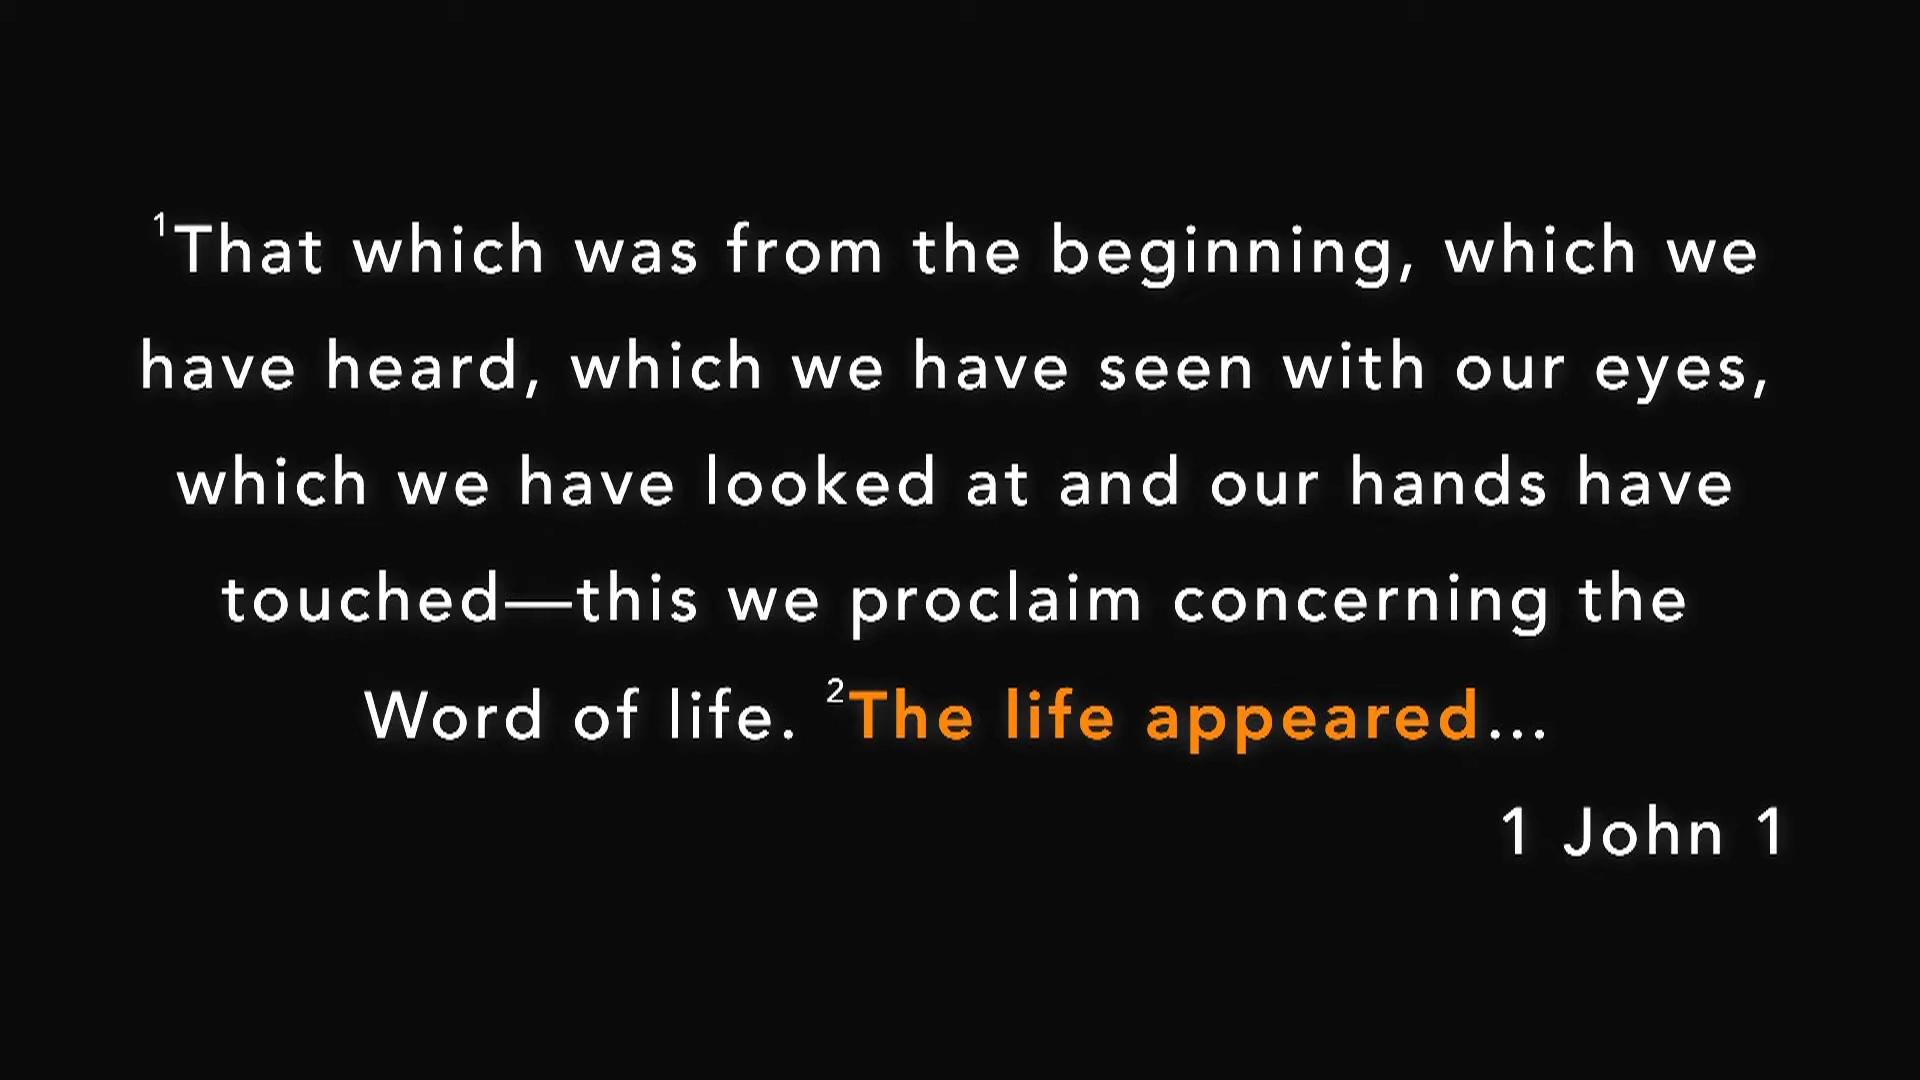 ¹That which was from the beginning, which we
have heard, which we have seen with our eyes,
which we have looked at and our hands have
touched—this we proclaim concerning the
Word of life. ²The life appeared...
1 John 1